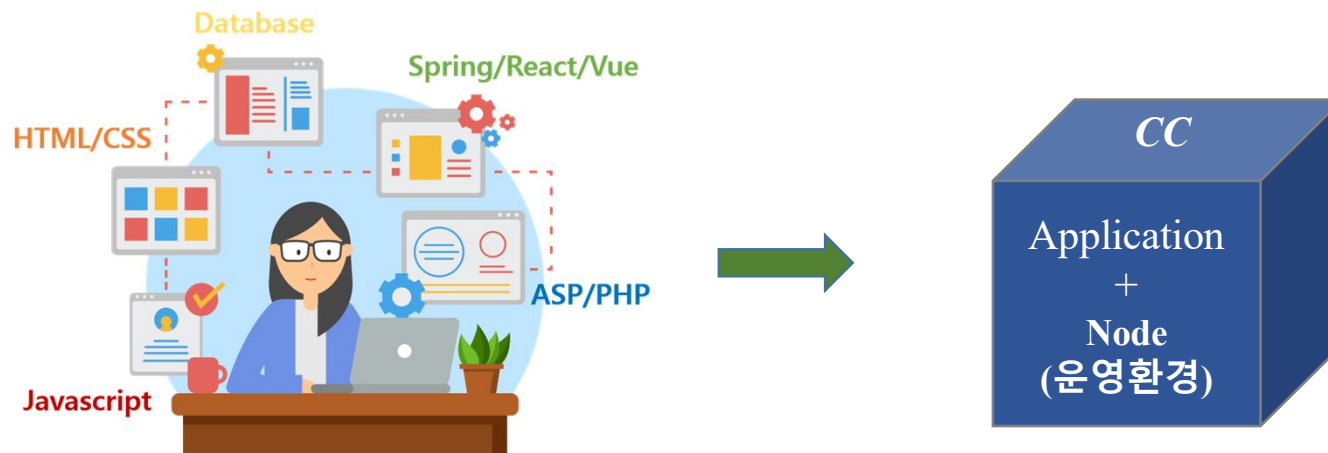 Database
Spring/React/Vue
HTML/CSS
ASP/PHP
Javascript
CC
Application
+
Node
(운영환경)